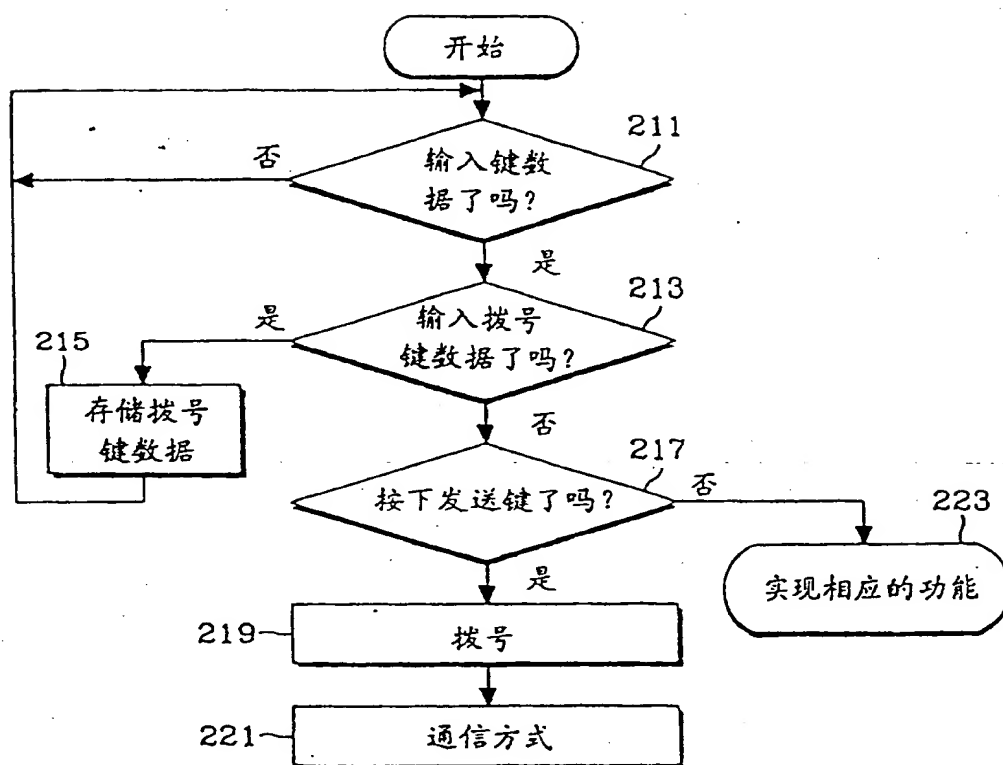 开始
211
否
输入键数
据了吗?
是
213
是
输入拨号
键数据了吗?
215
存储拨号
键数据
否
217
按下发送键了吗?
否
223
是
实现相应的功能
219
拨号
221
通信方式